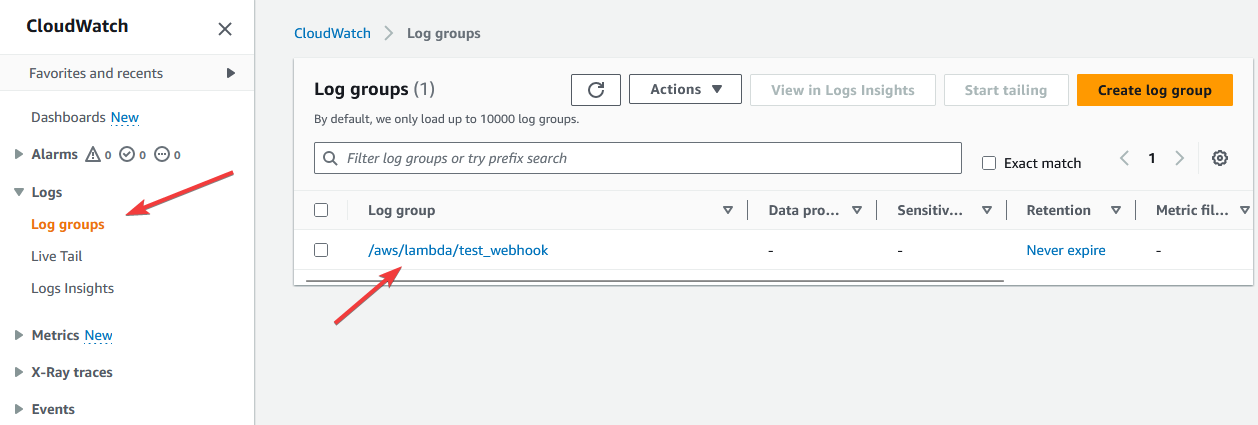 CloudWatch
Favorites and recents
Dashboards New
Alarms 0 0 0
Logs
Log groups
Live Tail
Logs Insights
Metrics New
X-Ray traces
Events
CloudWatch Log groups
Log groups (1) Actions View in Logs Insights Start tailing Create log group
By default, we only load up to 10000 log groups.
Filter log groups or try prefix search Exact match 1
Log group Data pro... Sensitiv... Retention Metric fil...
/aws/lambda/test_webhook - - Never expire -